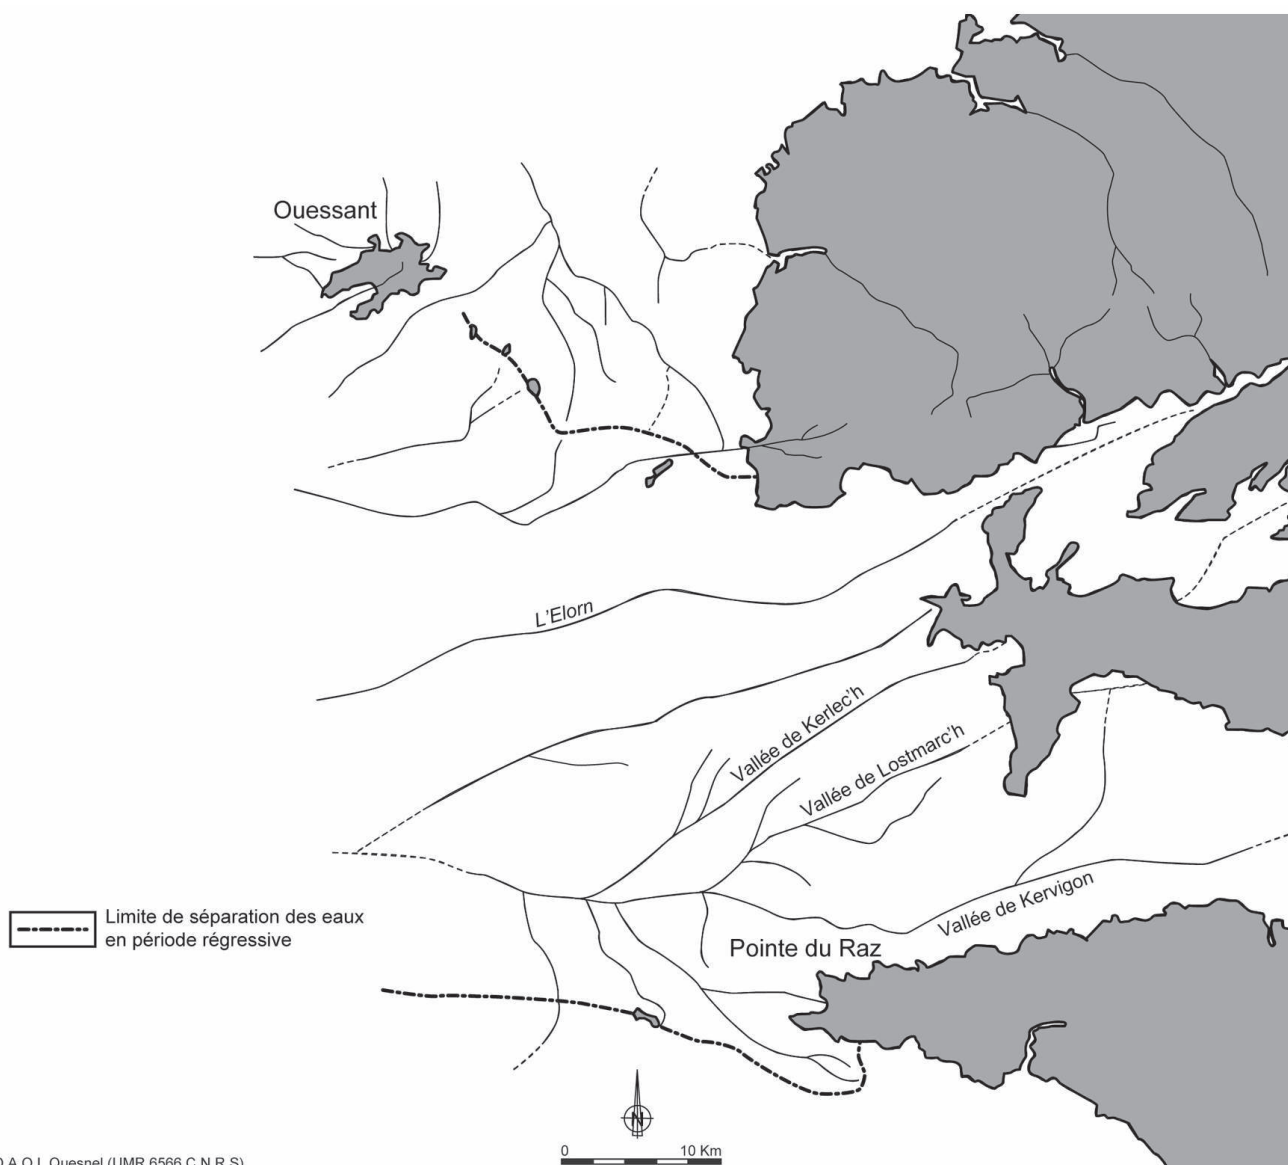 Ouessant
L'Elorn
Vallée de Kerlec'h
Vallée de Lostmarc'h
Vallée de Kervigon
Limite de séparation des eaux
en période régressive
Pointe du Raz
N
0 10 Km
D.A.O L.Quesnel (UMR 6566 C.N.R.S)